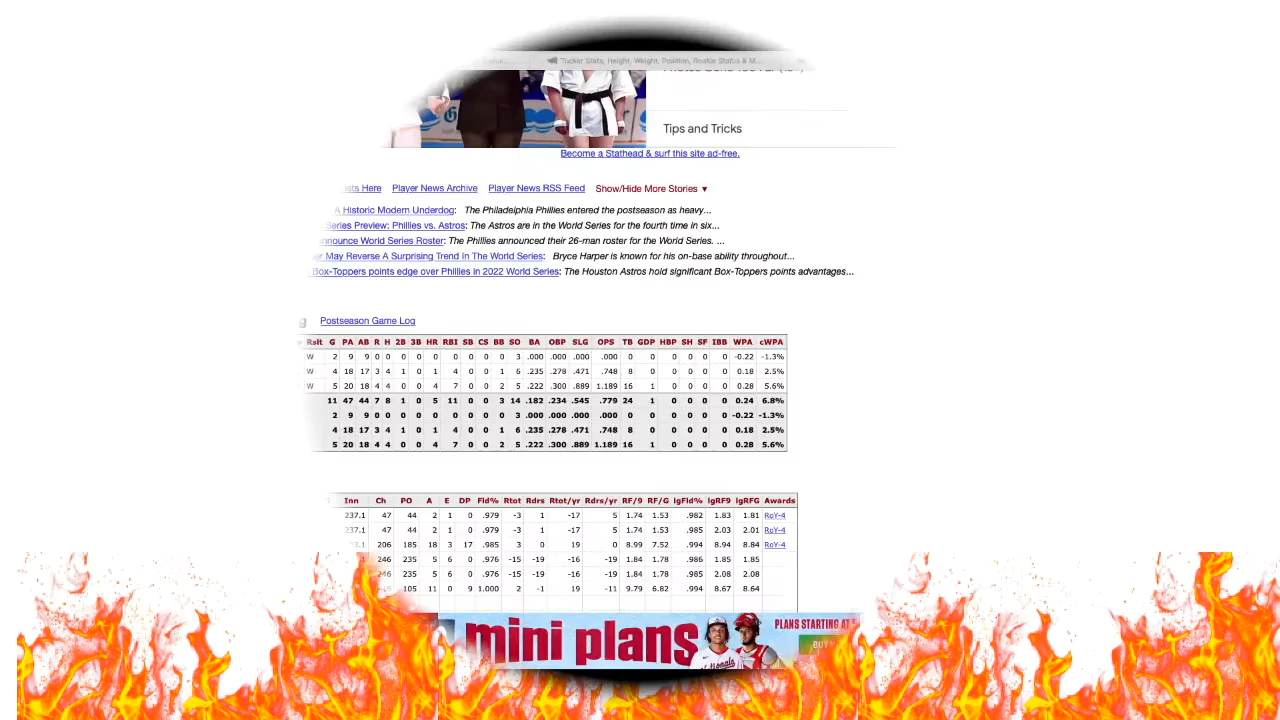 Tucker Stats, Height, Weight, Position, Rookie Status & M...
Tips and Tricks
Become a Stathead & surf this site ad-free.
Here Player News Archive Player News RSS Feed Show/Hide More Stories ▼
A Historic Modern Underdog: The Philadelphia Phillies entered the postseason as heavy...
Series Preview: Phillies vs. Astros: The Astros are in the World Series for the fourth time in six...
World Series Roster: The Phillies announced their 26-man roster for the World Series. ...
May Reverse A Surprising Trend In The World Series: Bryce Harper is known for his on-base ability throughout...
Box-Toppers points edge over Phillies in 2022 World Series: The Houston Astros hold significant Box-Toppers points advantages...
Postseason Game Log
Rslt G PA AB R H 2B 3B HR RBI SB CS BB SO BA OBP SLG OPS TB GDP HBP SH SF IBB WPA cWPA
W 2 9 9 0 0 0 0 0 0 0 0 0 3 .000 .000 .000 .000 0 0 0 0 0 0 -0.22 -1.3%
W 4 18 17 3 4 1 0 1 4 0 0 1 6 .235 .278 .471 .748 8 0 0 0 0 0 0.18 2.5%
W 5 20 18 4 4 0 0 4 7 0 0 2 5 .222 .300 .889 1.189 16 1 0 0 0 0 0.28 5.6%
11 47 44 7 8 1 0 5 11 0 0 3 14 .182 .234 .545 .779 24 1 0 0 0 0 0.24 6.8%
2 9 9 0 0 0 0 0 0 0 0 0 3 .000 .000 .000 .000 0 0 0 0 0 0 -0.22 -1.3%
4 18 17 3 4 1 0 1 4 0 0 1 6 .235 .278 .471 .748 8 0 0 0 0 0 0.18 2.5%
5 20 18 4 4 0 0 4 7 0 0 2 5 .222 .300 .889 1.189 16 1 0 0 0 0 0.28 5.6%
Inn Ch PO A E DP Fld% Rtot Rdrs Rtot/yr Rdrs/yr RF/9 RF/G lgFld% lgRF9 lgRFG Awards
237.1 47 44 2 1 0 .979 -3 1 -17 5 1.74 1.53 .982 1.83 1.81 RoY-4
237.1 47 44 2 1 0 .979 -3 1 -17 5 1.74 1.53 .985 2.03 2.01 RoY-4
206 185 18 3 17 .985 3 0 19 0 8.99 7.52 .994 8.94 8.84 RoY-4
246 235 5 6 0 .976 -15 -19 -16 -19 1.84 1.78 .986 1.85 1.85
246 235 5 6 0 .976 -15 -19 -16 -19 1.84 1.78 .985 2.08 2.08
105 11 0 9 1.000 2 -1 19 -11 9.79 6.82 .994 8.67 8.64
mini plans
PLANS STARTING AT
BUY
Nationals